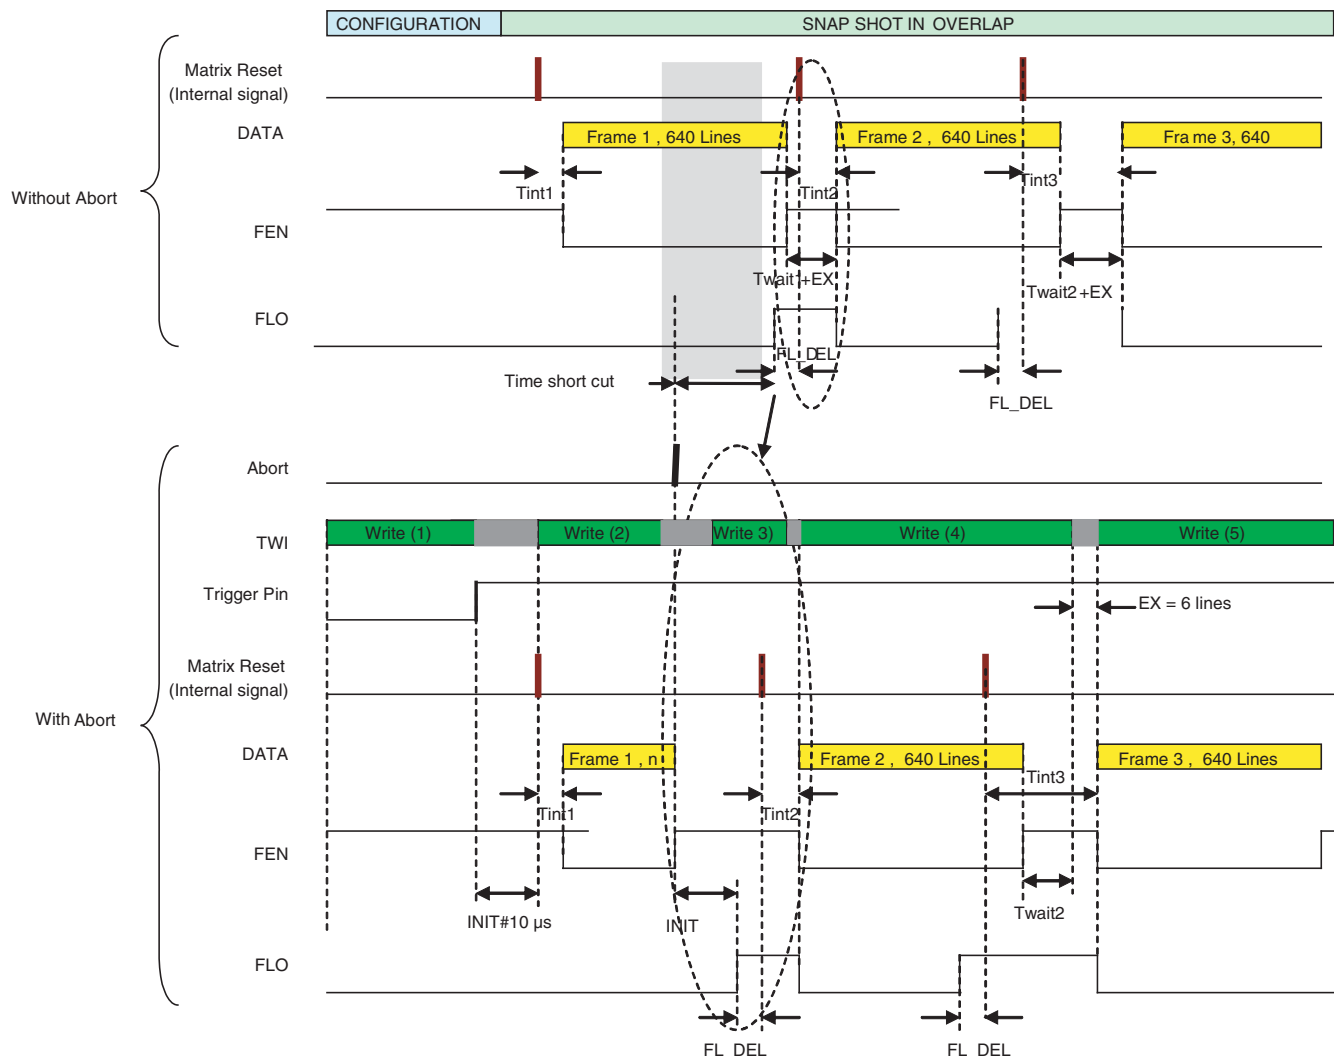 CONFIGURATION SNAP SHOT IN OVERLAP
Matrix Reset
(Internal signal)
DATA
Frame 1 , 640 Lines Frame 2 , 640 Lines Frame 3, 640
Without Abort
Tint1 Tint2 Tint3
FEN
Twait1+EX Twait2 +EX
FLO
FL_DEL
Time short cut
FL_DEL
Abort
TWI
Write (1) Write (2) Write 3) Write (4) Write (5)
Trigger Pin
EX = 6 lines
Matrix Reset
(Internal signal)
With Abort
DATA
Frame 1 , n Frame 2 , 640 Lines Frame 3 , 640 Lines
Tint1 Tint2 Tint3
FEN
INIT#10 µs INIT Twait2
FLO
FL_DEL FL_DEL